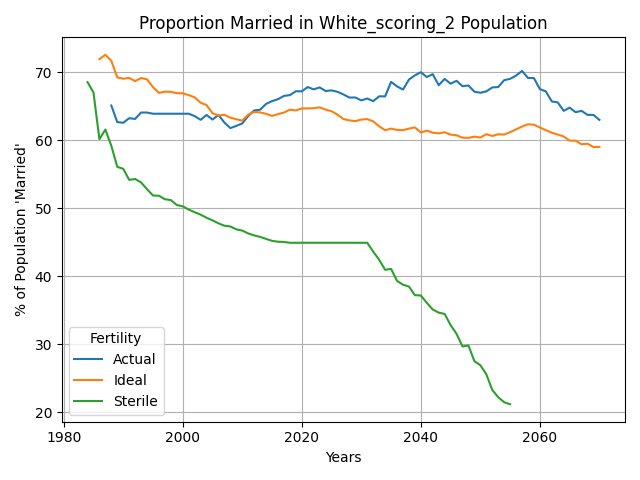 Proportion Married in White_scoring_2 Population
% of Population 'Married'
70
60
50
40
30
20
Fertility
Actual
Ideal
Sterile
1980 2000 2020 2040 2060
Years